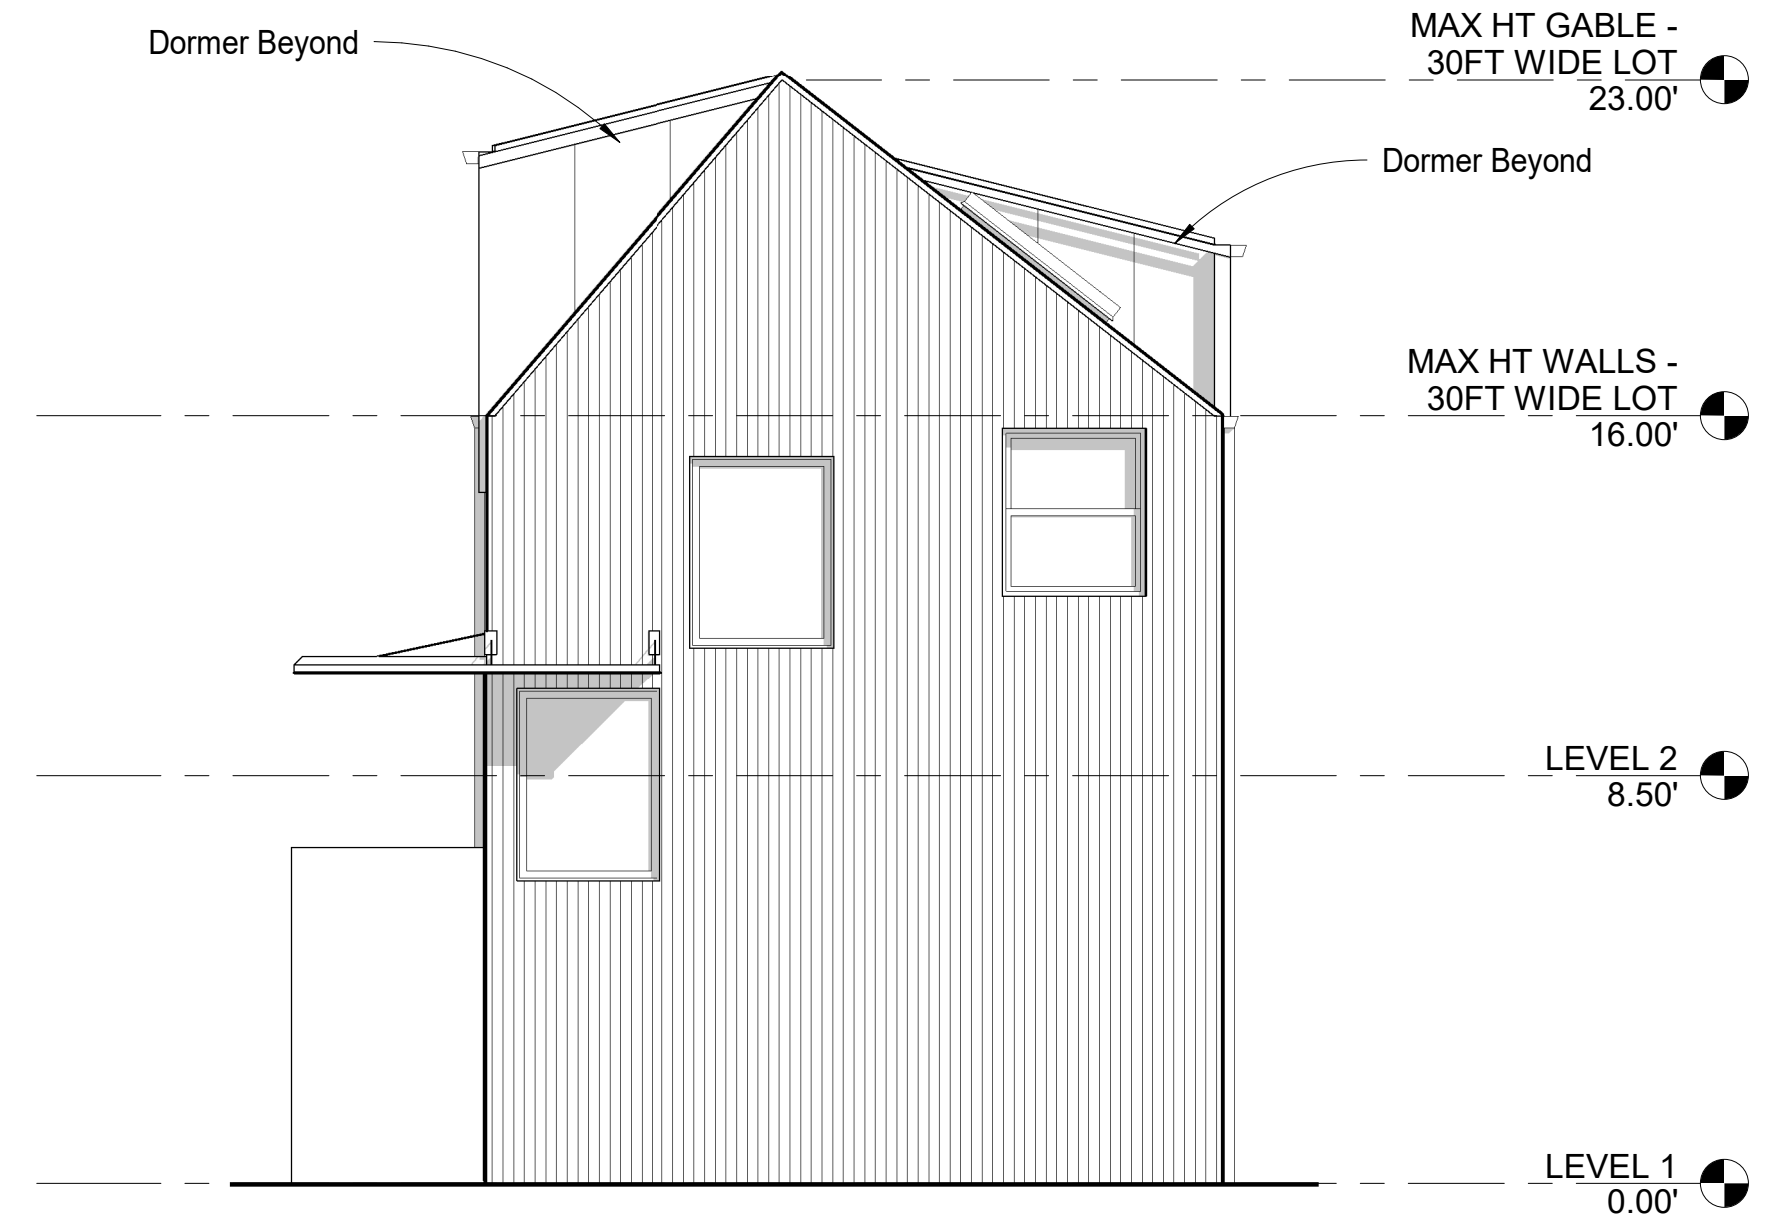 MAX HT GABLE -
30FT WIDE LOT
23.00'
Dormer Beyond
Dormer Beyond
MAX HT WALLS -
30FT WIDE LOT
16.00'
LEVEL 2
8.50'
LEVEL 1
0.00'